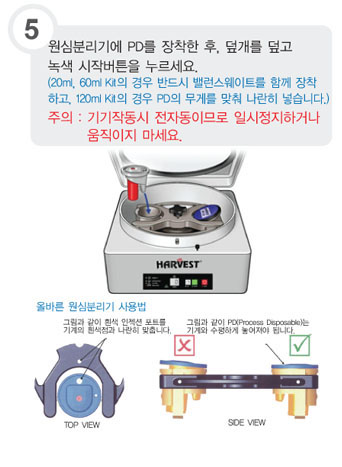 5
원심분리기에 PD를 장착한 후, 덮개를 덮고
녹색 시작버튼을 누르세요.
(20ml, 60ml Kit의 경우 반드시 밸런스웨이트를 함께 장착
하고, 120ml Kit의 경우 PD의 무게를 맞춰 나란히 넣습니다.)
주의 : 기기작동시 전자동이므로 일시정지하거나
움직이지 마세요.
HARVEST
올바른 원심분리기 사용법
그림과 같이 흰색 인젝션 포트를
기계의 흰색점과 나란히 맞춥니다.
그림과 같이 PD(Process Disposable)는
기계와 수평하게 놓여져야 됩니다.
TOP VIEW
SIDE VIEW